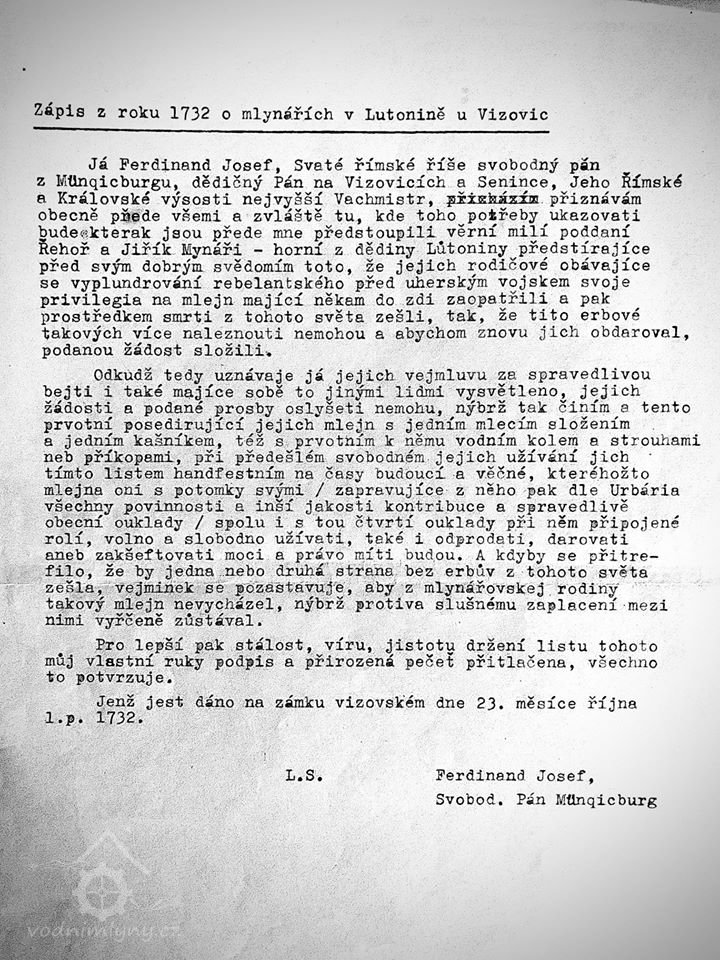 Zápis z roku 1732 o mlynářích v Lutonině u Vizovic
Já Ferdinand Josef, Svaté římské říše svobodný pán
z Münqicburgu, dědičný Pán na Vizovicích a Senince, Jeho Římské
a Královské výsosti nejvyšší Vachmistr, přicházím přiznávám
obecně přede všemi a zvláště tu, kde toho potřeby ukazovati
bude kterak jsou přede mne předstoupili věrní milí poddaní
Řehoř a Jiřík Mynáři - horní z dědiny Lutoniny předstírajíce
před svým dobrým svědomím toto, že jejich rodičové obávajíce
se vyplundrování rebelantského před uherským vojskem svoje
privilegia na mlejn mající někam do zdi zaopatřili a pak
prostředkem smrti z tohoto světa zešli, tak, že tito erbové
takových více naleznouti nemohou a abychom znovu jich obdaroval,
podanou žádost složili.
Odkudž tedy uznávaje já jejich vejmluvu za spravedlivou
bejti i také majíce sobě to jinými lidmi vysvětleno, jejich
žádosti a podané prosby oslyšeti nemohu, nýbrž tak činím a tento
prvotní posedirující jejich mlejn s jedním mlecím složením
a jedním kašníkem, též s prvotním k němu vodním kolem a strouhami
neb příkopami, při předešlém svobodném jejich užívání jich
tímto listem handfestním na časy budoucí a věčné, kteréhožto
mlejna oni s potomky svými / zapravujíce z něho pak dle Urbária
všechny povinnosti a inší jakosti kontribuce a spravedlivě
obecní ouklady / spolu i s tou čtvrtí ouklady při něm připojené
rolí, volno a slobodno užívati, také i odprodati, darovati
aneb zakšeftovati moci a právo míti budou. A kdyby se přitre-
filo, že by jedna nebo druhá strana bez erbův z tohoto světa
zešla, vejminek se pozastavuje, aby z mlynářovskej rodiny
takový mlejn nevycházel, nýbrž protiva slušnému zaplacení mezi
nimi vyřčeně zůstával.
Pro lepší pak stálost, víru, jistotu držení listu tohoto
můj vlastní ruky podpis a přirozená pečeť přitlačena, všechno
to potvrzuje.
Jenž jest dáno na zámku vizovském dne 23. měsíce října
l.p. 1732.
L.S. Ferdinand Josef,
Svobod. Pán Münqicburg
vodnimlyny.cz